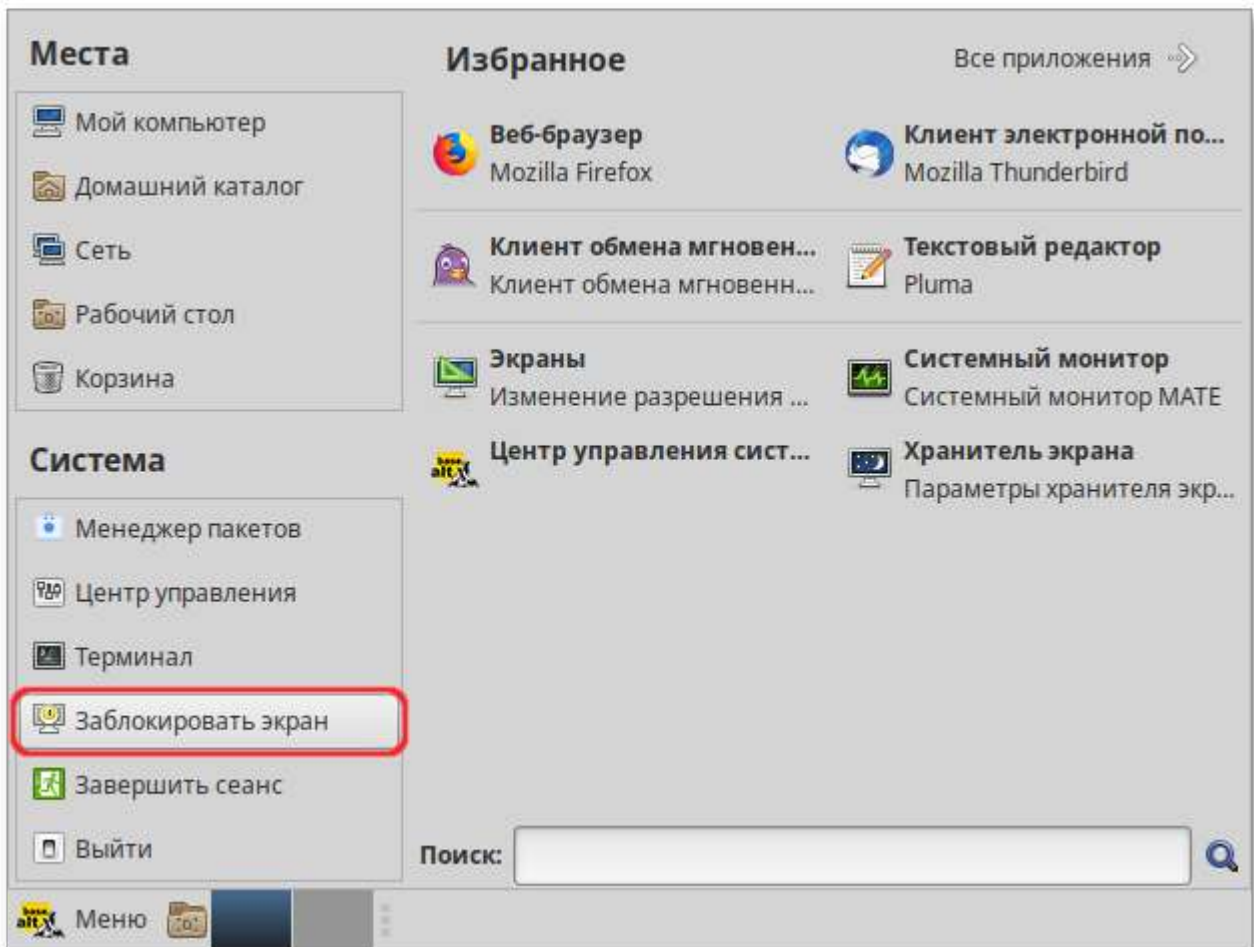 Места
Мой компьютер
Домашний каталог
Сеть
Рабочий стол
Корзина
Система
Менеджер пакетов
Центр управления
Терминал
Заблокировать экран
Завершить сеанс
Выйти
Избранное
Все приложения
Веб-браузер
Mozilla Firefox
Клиент электронной по...
Mozilla Thunderbird
Клиент обмена мгновен...
Клиент обмена мгновенн...
Текстовый редактор
Pluma
Экраны
Изменение разрешения ...
Системный монитор
Системный монитор MATE
Центр управления сист...
Хранитель экрана
Параметры хранителя экр...
Поиск:
base
alt
Меню